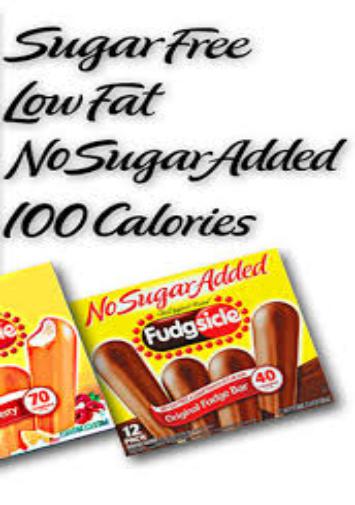 Sugar Free
Low Fat
No Sugar Added
100 Calories
No Sugar Added
Fudgsicle
70
40
Original Fudge Bar
12
PACK